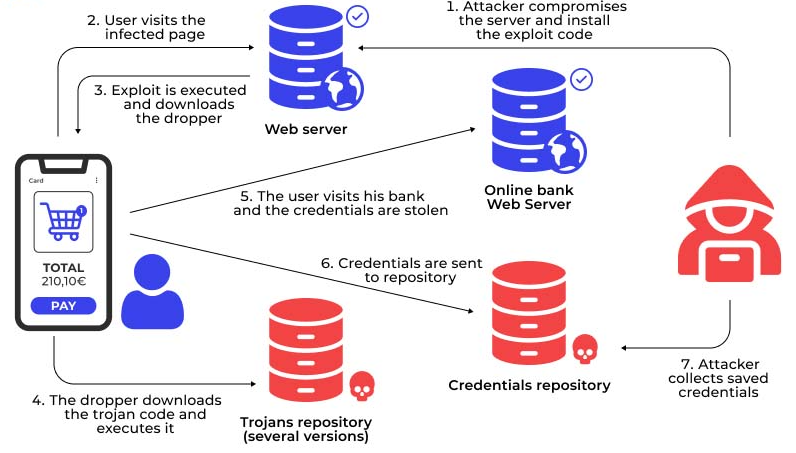 1. Attacker compromises
the server and install
the exploit code
2. User visits the
infected page
3. Exploit is executed
and downloads
the dropper
Web server
Online bank
Web Server
5. The user visits his bank
and the credentials are stolen
Card
1
TOTAL
210,10€
PAY
6. Credentials are sent
to repository
4. The dropper downloads
the trojan code and
executes it
Trojans repository
(several versions)
Credentials repository
7. Attacker
collects saved
credentials